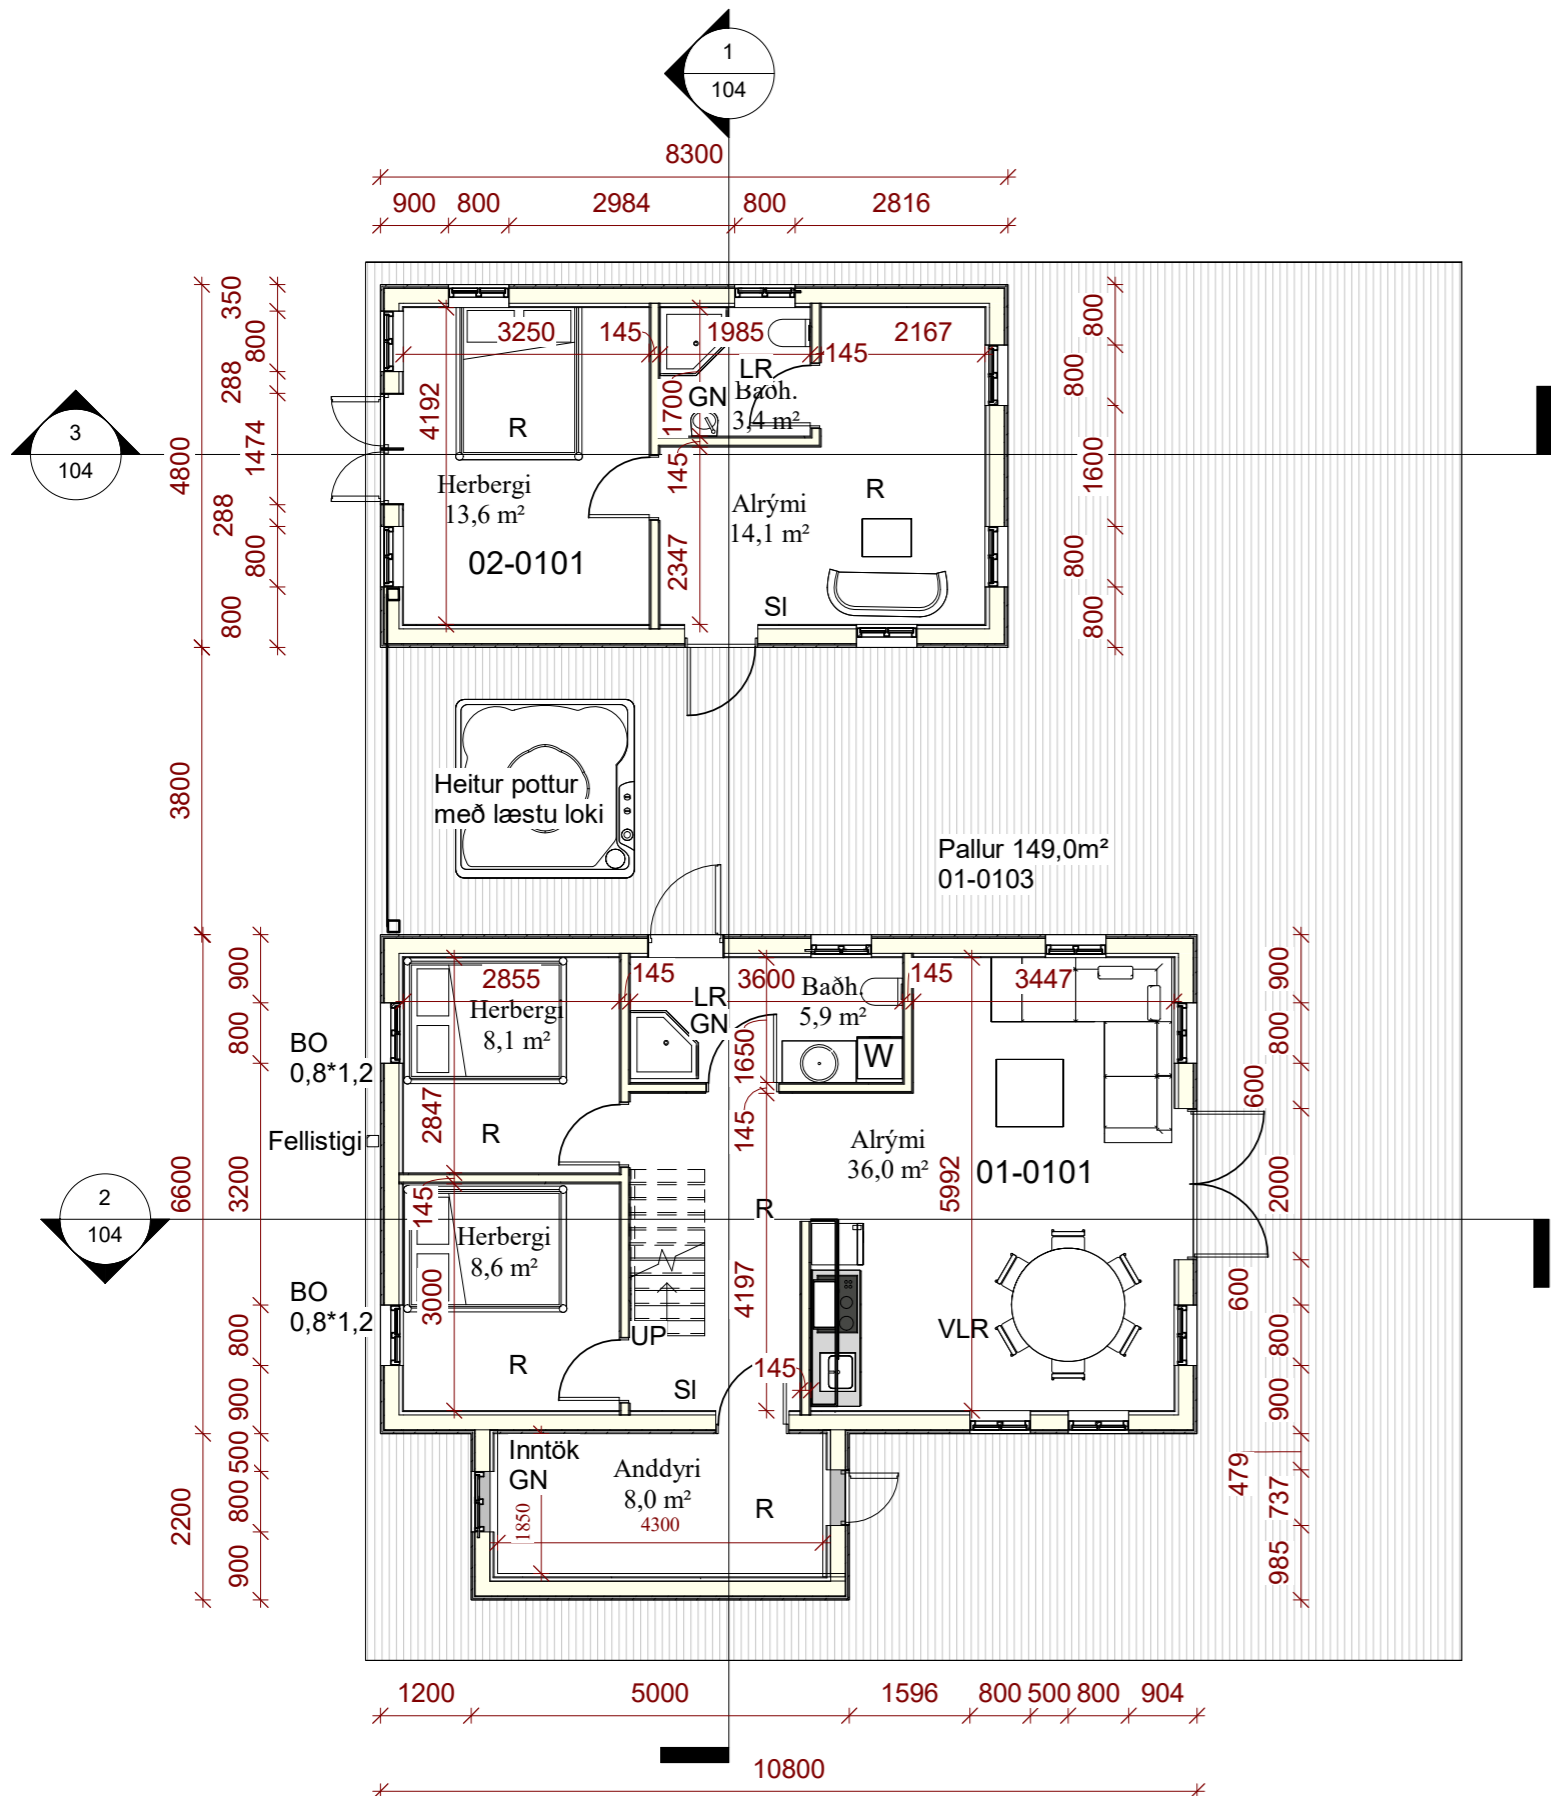 1
104
8300
900 800 2984 800 2816
350
800
288
1474
288
800
800
4800
3800
800
800
1600
800
800
3250 145 1985 145 2167
4192
1700
145
2347
LR
GN
Baðh.
3,4 m²
R
Herbergi
13,6 m²
02-0101
Alrými
14,1 m²
R
SI
3
104
Heitur pottur
með læstu loki
Pallur 149,0m²
01-0103
900
800
3200
800
900
500
800
900
6600
2200
BO
0,8*1,2
Fellistigi
BO
0,8*1,2
2
104
2855 145 3600 145 3447
Herbergi
8,1 m²
2847
R
145
Herbergi
8,6 m²
3000
R
LR
GN
Baðh.
5,9 m²
W
1650
145
Alrými
36,0 m²
01-0101
5992
R
4197
UP
SI
145
VLR
900
800
600
2000
600
800
900
479
737
985
Inntök
GN
Anddyri
8,0 m²
R
1850
4300
1200 5000 1596 800 500 800 904
10800